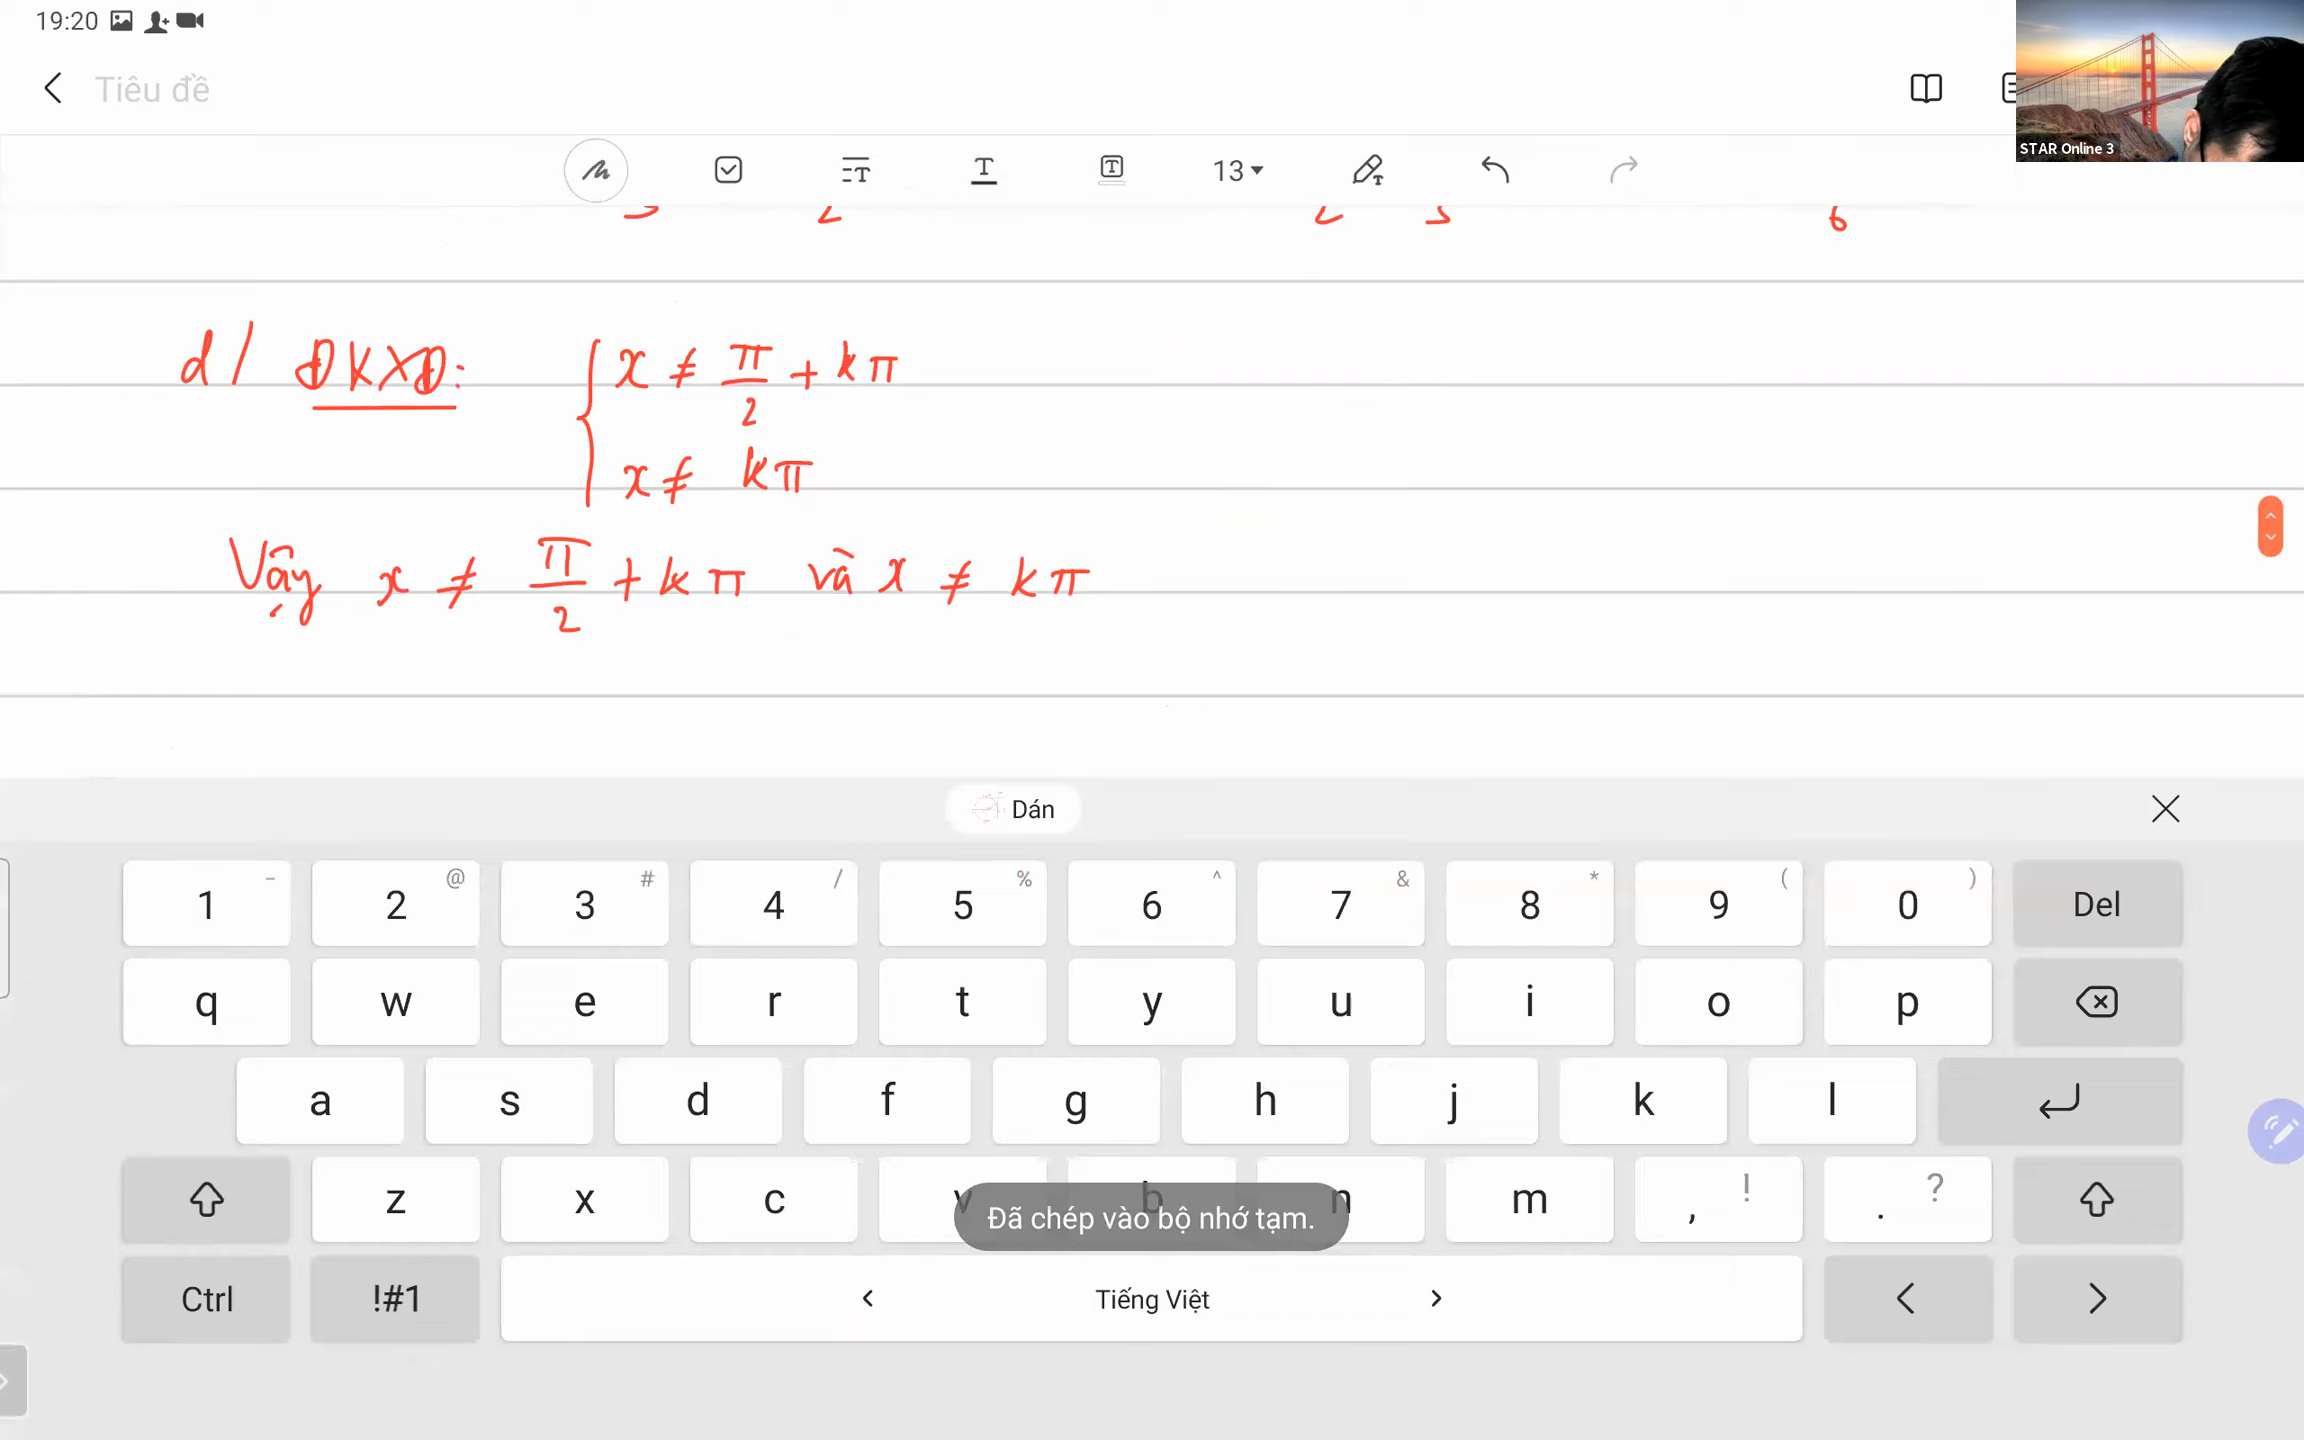 19:20
Tiêu đề
STAR Online 3
13
6
d/ ĐKXĐ: x ≠ π/2 + kπ
x ≠ kπ
Vậy x ≠ π/2 + kπ và x ≠ kπ
Dán
1 - 2 @ 3 # 4 / 5 % 6 ^ 7 & 8 * 9 ( 0 ) Del
q w e r t y u i o p
a s d f g h j k l
z x c v b n m , ! . ?
Đã chép vào bộ nhớ tạm.
Ctrl !#1 < Tiếng Việt > < >